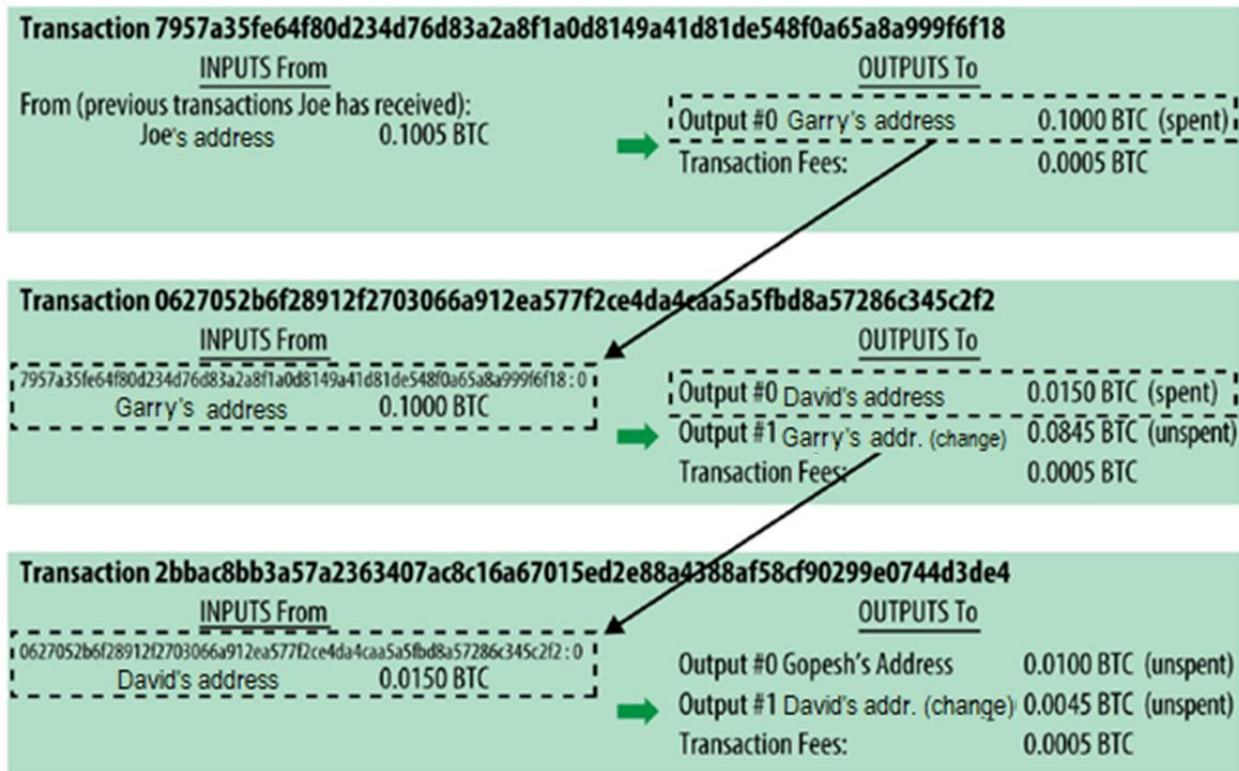 Transaction 7957a35fe64f80d234d76d83a2a8f1a0d8149a41d81de548f0a65a8a999f6f18
INPUTS From
OUTPUTS To
From (previous transactions Joe has received):
Joe's address 0.1005 BTC
Output #0 Garry's address 0.1000 BTC (spent)
Transaction Fees: 0.0005 BTC
Transaction 0627052b6f28912f2703066a912ea577f2ce4da4caa5a5fbd8a57286c345c2f2
INPUTS From
OUTPUTS To
7957a35fe64f80d234d76d83a2a8f1a0d8149a41d81de548f0a65a8a999f6f18 : 0
Garry's address 0.1000 BTC
Output #0 David's address 0.0150 BTC (spent)
Output #1 Garry's addr. (change) 0.0845 BTC (unspent)
Transaction Fees: 0.0005 BTC
Transaction 2bbac8bb3a57a2363407ac8c16a67015ed2e88a4388af58cf90299e0744d3de4
INPUTS From
OUTPUTS To
0627052b6f28912f2703066a912ea577f2ce4da4caa5a5fbd8a57286c345c2f2 : 0
David's address 0.0150 BTC
Output #0 Gopesh's Address 0.0100 BTC (unspent)
Output #1 David's addr. (change) 0.0045 BTC (unspent)
Transaction Fees: 0.0005 BTC